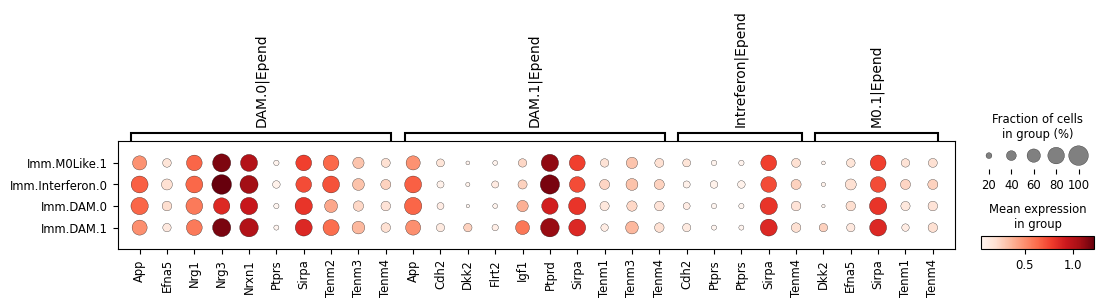 DAM.0|Epend
DAM.1|Epend
Intreferon|Epend
M0.1|Epend
Imm.M0Like.1
Imm.Interferon.0
Imm.DAM.0
Imm.DAM.1
App
Efna5
Nrg1
Nrg3
Nrxn1
Ptprs
Sirpa
Tenm2
Tenm3
Tenm4
App
Cdh2
Dkk2
Flrt2
Igf1
Ptprd
Sirpa
Tenm1
Tenm3
Tenm4
Cdh2
Ptprs
Ptprs
Sirpa
Tenm4
Dkk2
Efna5
Sirpa
Tenm1
Tenm4
Fraction of cells
in group (%)
20 40 60 80 100
Mean expression
in group
0.5 1.0